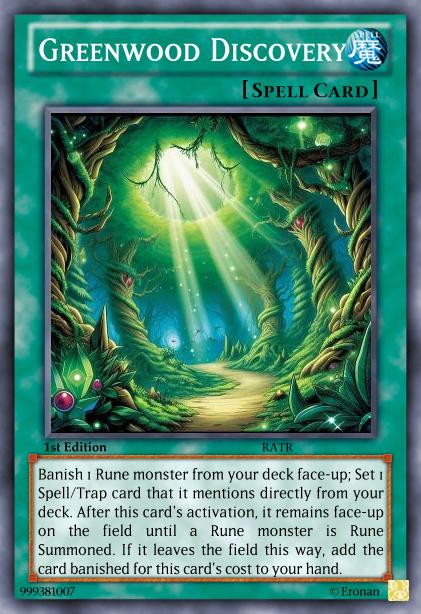 Greenwood Discovery
SPELL
魔
[Spell Card]
1st Edition RATR
Banish 1 Rune monster from your deck face-up; Set 1
Spell/Trap card that it mentions directly from your
deck. After this card's activation, it remains face-up
on the field until a Rune monster is Rune
Summoned. If it leaves the field this way, add the
card banished for this card's cost to your hand.
999381007 © Eronan